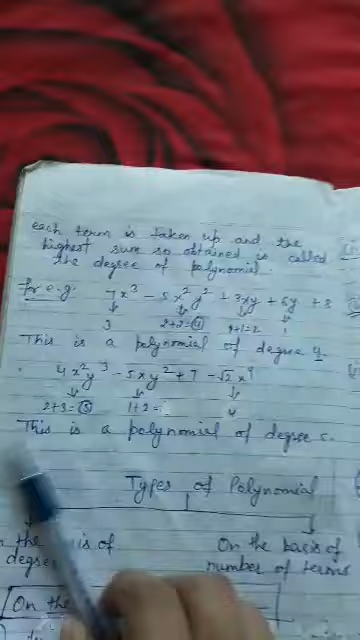 each term is taken up and the
highest sum so obtained is called
the degree of polynomial.
for e.g. 7x³ - 5x²y² + 3xy + 6y + 8
3 2+2=④ 1+1=2 1
This is a polynomial of degree 4.
4x²y³ - 5xy² + 7 - √2x⁴
2+3=⑤ 1+2= 4
This is a polynomial of degree 5.
Types of Polynomial
the is of On the basis of
degree number of terms
On the